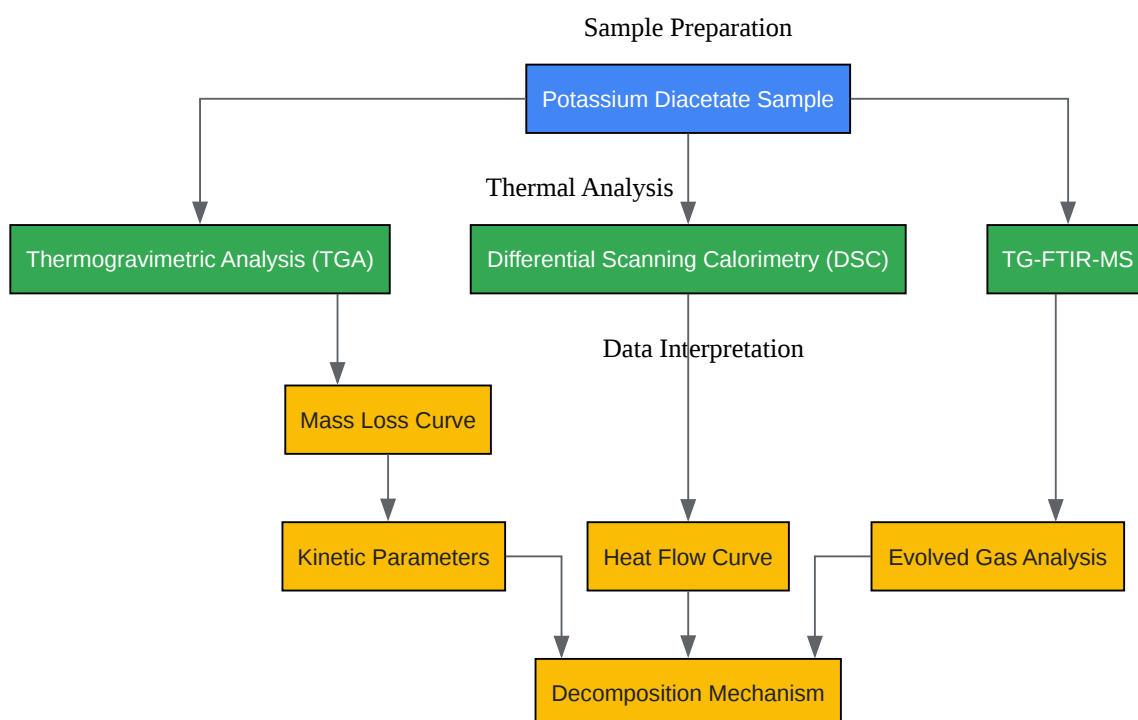 Sample Preparation
Potassium Diacetate Sample
Thermal Analysis
Thermogravimetric Analysis (TGA)
Differential Scanning Calorimetry (DSC)
TG-FTIR-MS
Data Interpretation
Mass Loss Curve
Kinetic Parameters
Heat Flow Curve
Evolved Gas Analysis
Decomposition Mechanism